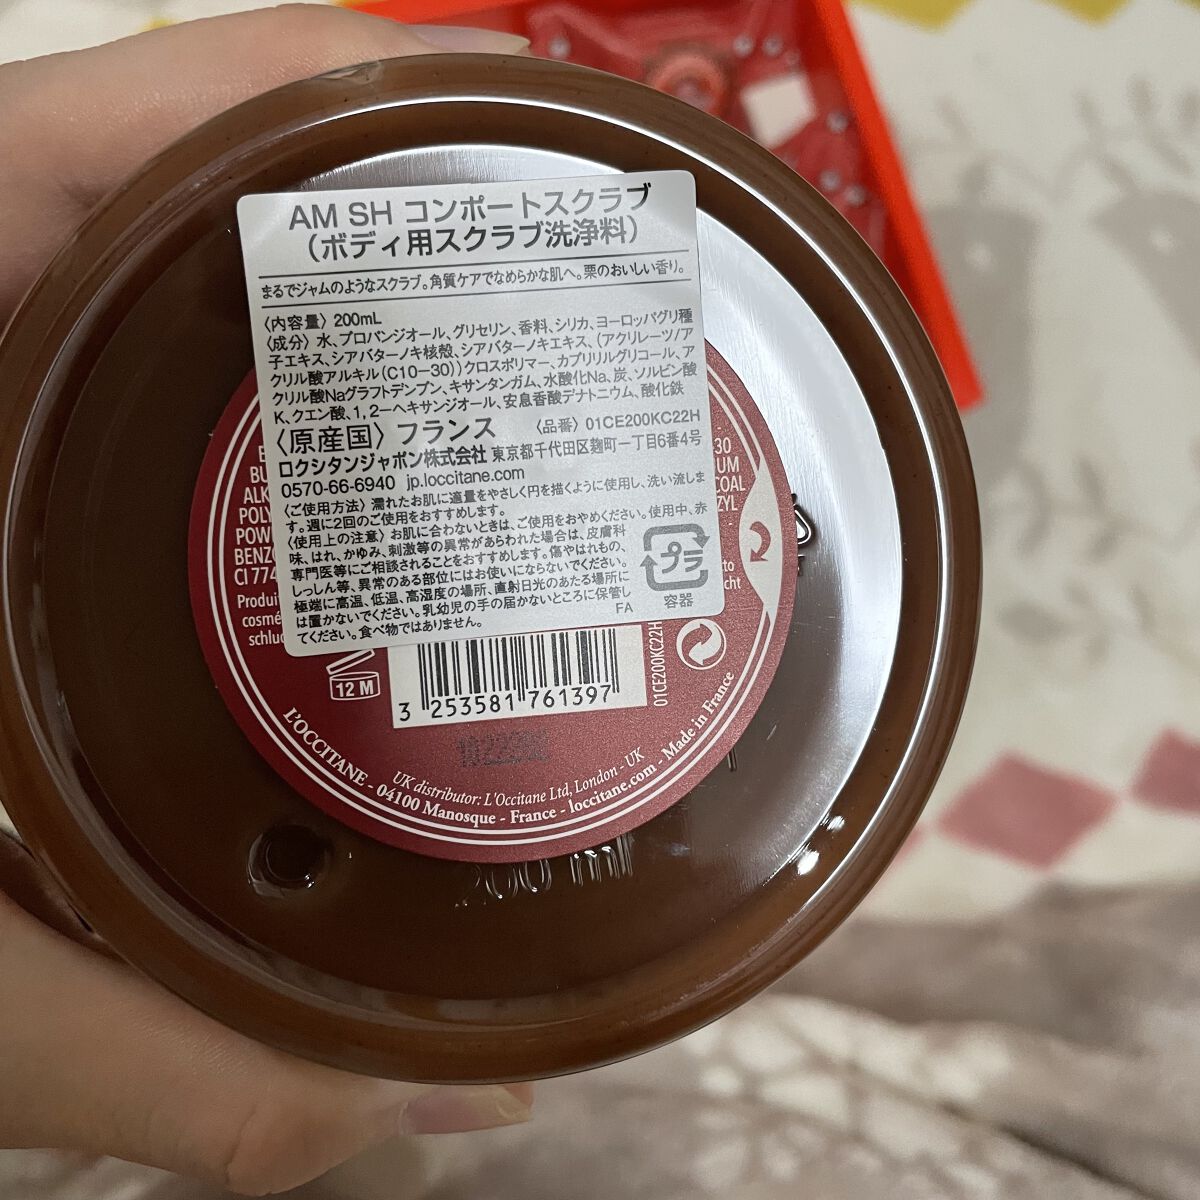 AM SH コンポートスクラブ
(ボディ用スクラブ洗浄料)
まるでジャムのようなスクラブ。角質ケアでなめらかな肌へ。栗のおいしい香り。
〈内容量〉 200mL
〈成分〉 水、プロパンジオール、グリセリン、香料、シリカ、ヨーロッパグリ種
子エキス、シアバターノキ核殻、シアバターノキエキス、(アクリレーツ/ア
クリル酸アルキル(C10-30))クロスポリマー、カプリリルグリコール、ア
クリル酸Naグラフトデンプン、キサンタンガム、水酸化Na、炭、ソルビン酸
K、クエン酸、1,2-ヘキサンジオール、安息香酸デナトニウム、酸化鉄
〈原産国〉 フランス 〈品番〉 01CE200KC22H
ロクシタンジャポン株式会社 東京都千代田区麹町一丁目6番4号
0570-66-6940 jp.loccitane.com
〈ご使用方法〉 濡れたお肌に適量をやさしく円を描くように使用し、洗い流しま
す。週に2回のご使用をおすすめします。
〈使用上の注意〉 お肌に合わないときは、ご使用をおやめください。使用中、赤
味、はれ、かゆみ、刺激等の異常があらわれた場合は、皮膚科
専門医等にご相談されることをおすすめします。傷やはれもの、
しっしん等、異常のある部位にはお使いにならないでください。
極端に高温、低温、高湿度の場所、直射日光のあたる場所に
は置かないでください。乳幼児の手の届かないところに保管し
てください。食べ物ではありません。
FA
プラ
容器
BU
ALK
POLY
POW
BENZO
CI 774
Produi
cosmé
schlu
30
UM
COAL
ZYL
to
cht
12 M
3 253581 761397
01CE200KC22H
UK distributor: L'Occitane Ltd, London - UK
L'OCCITANE - 04100 Manosque - France - loccitane.com - Made in France
200 ml